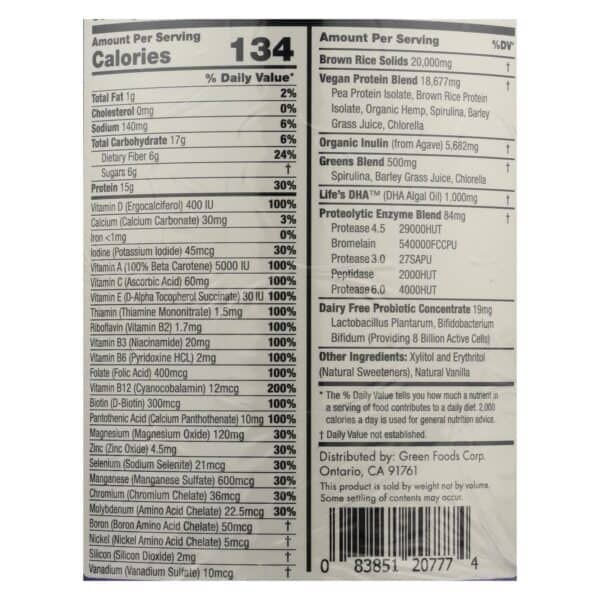 Amount Per Serving
Calories 134
% Daily Value*
Total Fat 1g 2%
Cholesterol 0mg 0%
Sodium 140mg 6%
Total Carbohydrate 17g 6%
Dietary Fiber 6g 24%
Sugars 6g †
Protein 15g 30%
Vitamin D (Ergocalciferol) 400 IU 100%
Calcium (Calcium Carbonate) 30mg 3%
Iron <1mg 0%
Iodine (Potassium Iodide) 45mcg 30%
Vitamin A (100% Beta Carotene) 5000 IU 100%
Vitamin C (Ascorbic Acid) 60mg 100%
Vitamin E (D-Alpha Tocopherol Succinate) 30 IU 100%
Thiamin (Thiamine Mononitrate) 1.5mg 100%
Riboflavin (Vitamin B2) 1.7mg 100%
Vitamin B3 (Niacinamide) 20mg 100%
Vitamin B6 (Pyridoxine HCL) 2mg 100%
Folate (Folic Acid) 400mcg 100%
Vitamin B12 (Cyanocobalamin) 12mcg 200%
Biotin (D-Biotin) 300mcg 100%
Pantothenic Acid (Calcium Panthothenate) 10mg 100%
Magnesium (Magnesium Oxide) 120mg 30%
Zinc (Zinc Oxide) 4.5mg 30%
Selenium (Sodium Selenite) 21mcg 30%
Manganese (Manganese Sulfate) 600mcg 30%
Chromium (Chromium Chelate) 36mcg 30%
Molybdenum (Amino Acid Chelate) 22.5mcg 30%
Boron (Boron Amino Acid Chelate) 50mcg †
Nickel (Nickel Amino Acid Chelate) 5mcg †
Silicon (Silicon Dioxide) 2mg †
Vanadium (Vanadium Sulfate) 10mcg †
Amount Per Serving %DV*
Brown Rice Solids 20,000mg †
Vegan Protein Blend 18,677mg †
Pea Protein Isolate, Brown Rice Protein
Isolate, Organic Hemp, Spirulina, Barley
Grass Juice, Chlorella
Organic Inulin (from Agave) 5,682mg †
Greens Blend 500mg †
Spirulina, Barley Grass Juice, Chlorella
Life's DHA™ (DHA Algal Oil) 1,000mg †
Proteolytic Enzyme Blend 84mg †
Protease 4.5 29000HUT
Bromelain 540000FCCPU
Protease 3.0 27SAPU
Peptidase 2000HUT
Protease 6.0 4000HUT
Dairy Free Probiotic Concentrate 19mg
Lactobacillus Plantarum, Bifidobacterium
Bifidum (Providing 8 Billion Active Cells)
Other Ingredients: Xylitol and Erythritol
(Natural Sweeteners), Natural Vanilla
* The % Daily Value tells you how much a nutrient in
a serving of food contributes to a daily diet. 2,000
calories a day is used for general nutrition advice.
† Daily Value not established.
Distributed by: Green Foods Corp.
Ontario, CA 91761
This product is sold by weight not by volume.
Some settling of contents may occur.
0 83851 20777 4